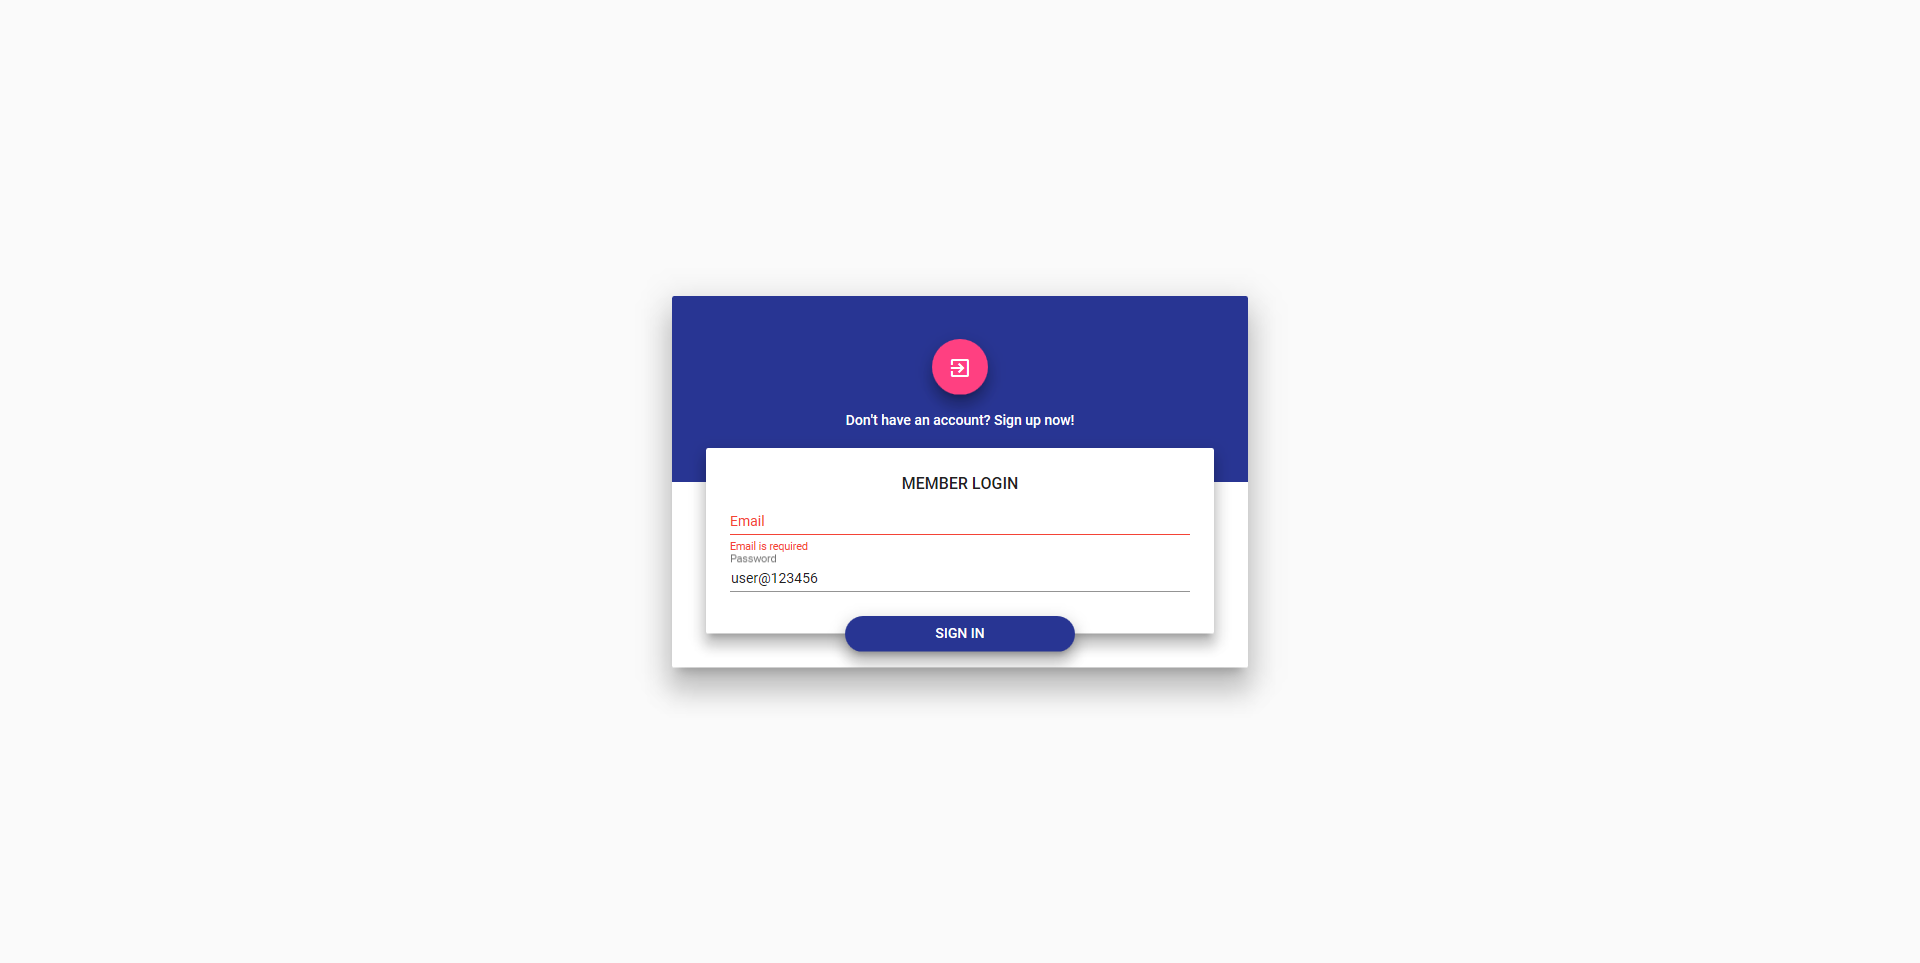 Don't have an account? Sign up now!
MEMBER LOGIN
Email
Email is required
Password
user@123456
SIGN IN